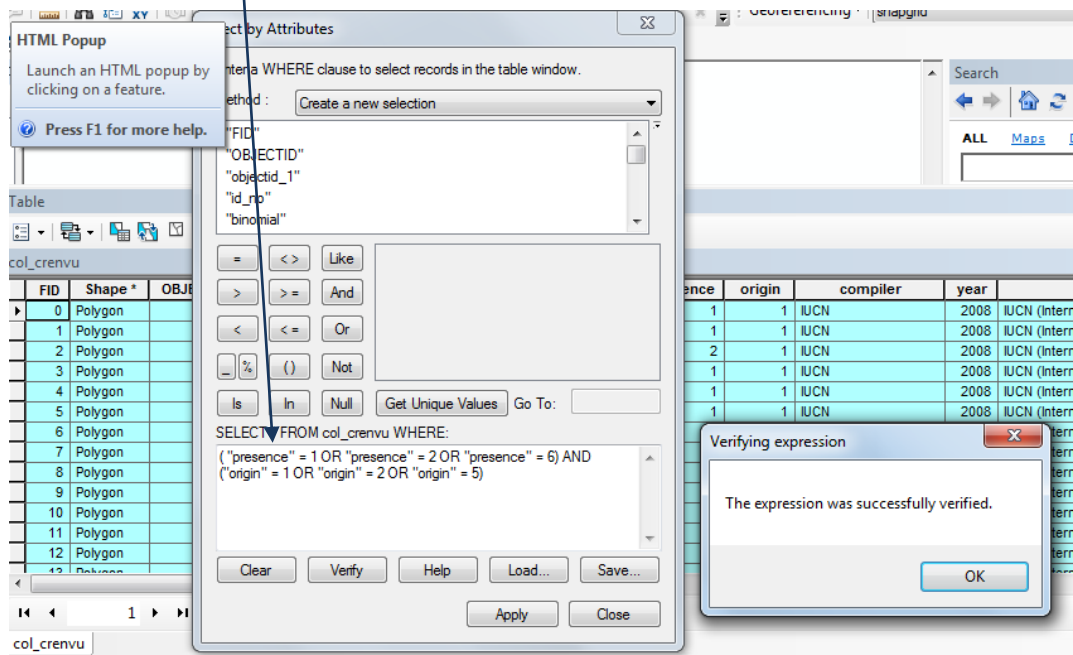 XY
Georeferencing
snapgrid
HTML Popup
Launch an HTML popup by
clicking on a feature.
Press F1 for more help.
ect by Attributes
WHERE clause to select records in the table window.
ethod :
Create a new selection
"FID"
"OBJECTID"
"objectid_1"
"id_no"
"binomial"
Search
ALL
Maps
Table
col_crenvu
= < > Like
> > = And
< < = Or
_ % () Not
Is In Null Get Unique Values Go To:
SELECT * FROM col_crenvu WHERE:
( "presence" = 1 OR "presence" = 2 OR "presence" = 6) AND
("origin" = 1 OR "origin" = 2 OR "origin" = 5)
Clear Verify Help Load... Save...
Apply Close
FID Shape * OBJE
0 Polygon
1 Polygon
2 Polygon
3 Polygon
4 Polygon
5 Polygon
6 Polygon
7 Polygon
8 Polygon
9 Polygon
10 Polygon
11 Polygon
12 Polygon
13 Polygon
ence origin compiler year
1 1 IUCN 2008 IUCN (Intern
1 1 IUCN 2008 IUCN (Intern
2 1 IUCN 2008 IUCN (Intern
1 1 IUCN 2008 IUCN (Intern
1 1 IUCN 2008 IUCN (Intern
1 1 IUCN 2008 IUCN (Intern
Verifying expression
The expression was successfully verified.
OK
1
col_crenvu